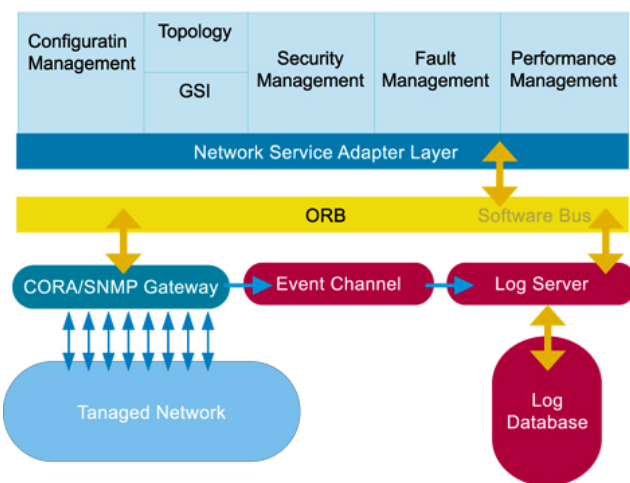 Configuratin
Management
Topology
GSI
Security
Management
Fault
Management
Performance
Management
Network Service Adapter Layer
ORB
Software Bus
CORA/SNMP Gateway
Event Channel
Log Server
Tanaged Network
Log
Database